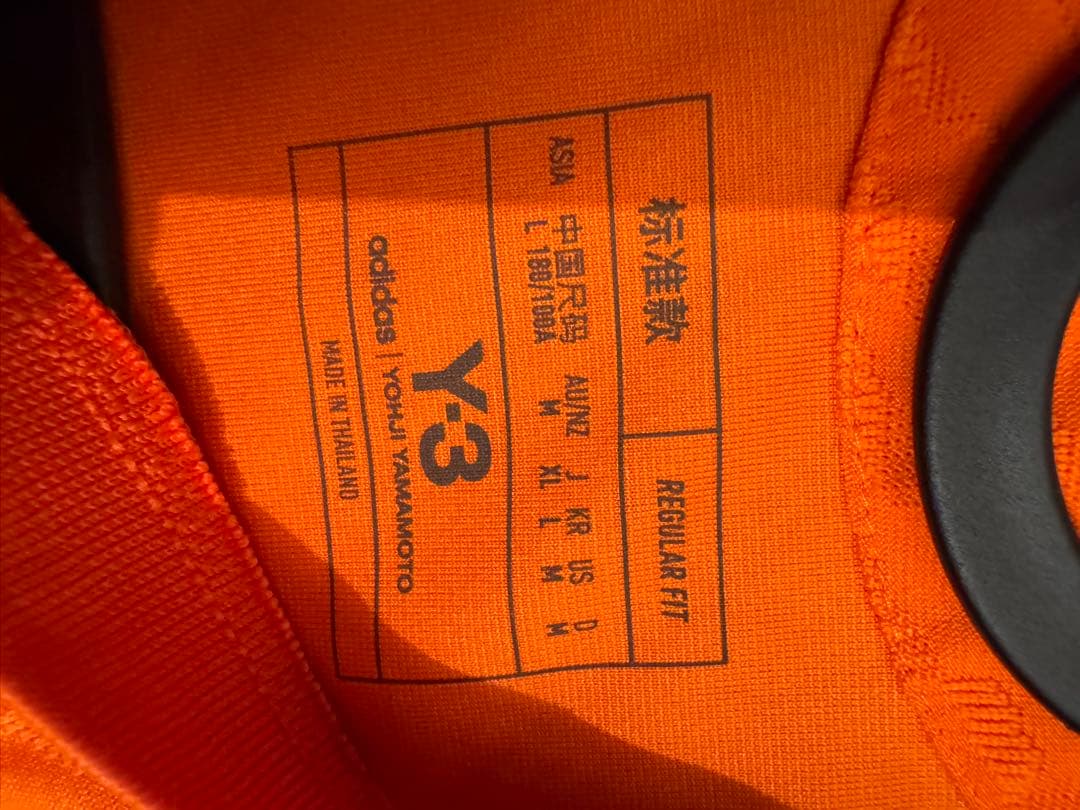 标准款 REGULAR FIT
ASIA 中国尺码 AU/NZ J KR US D
L 180/100A M XL L M M
Y-3
adidas | YOHJI YAMAMOTO
MADE IN THAILAND